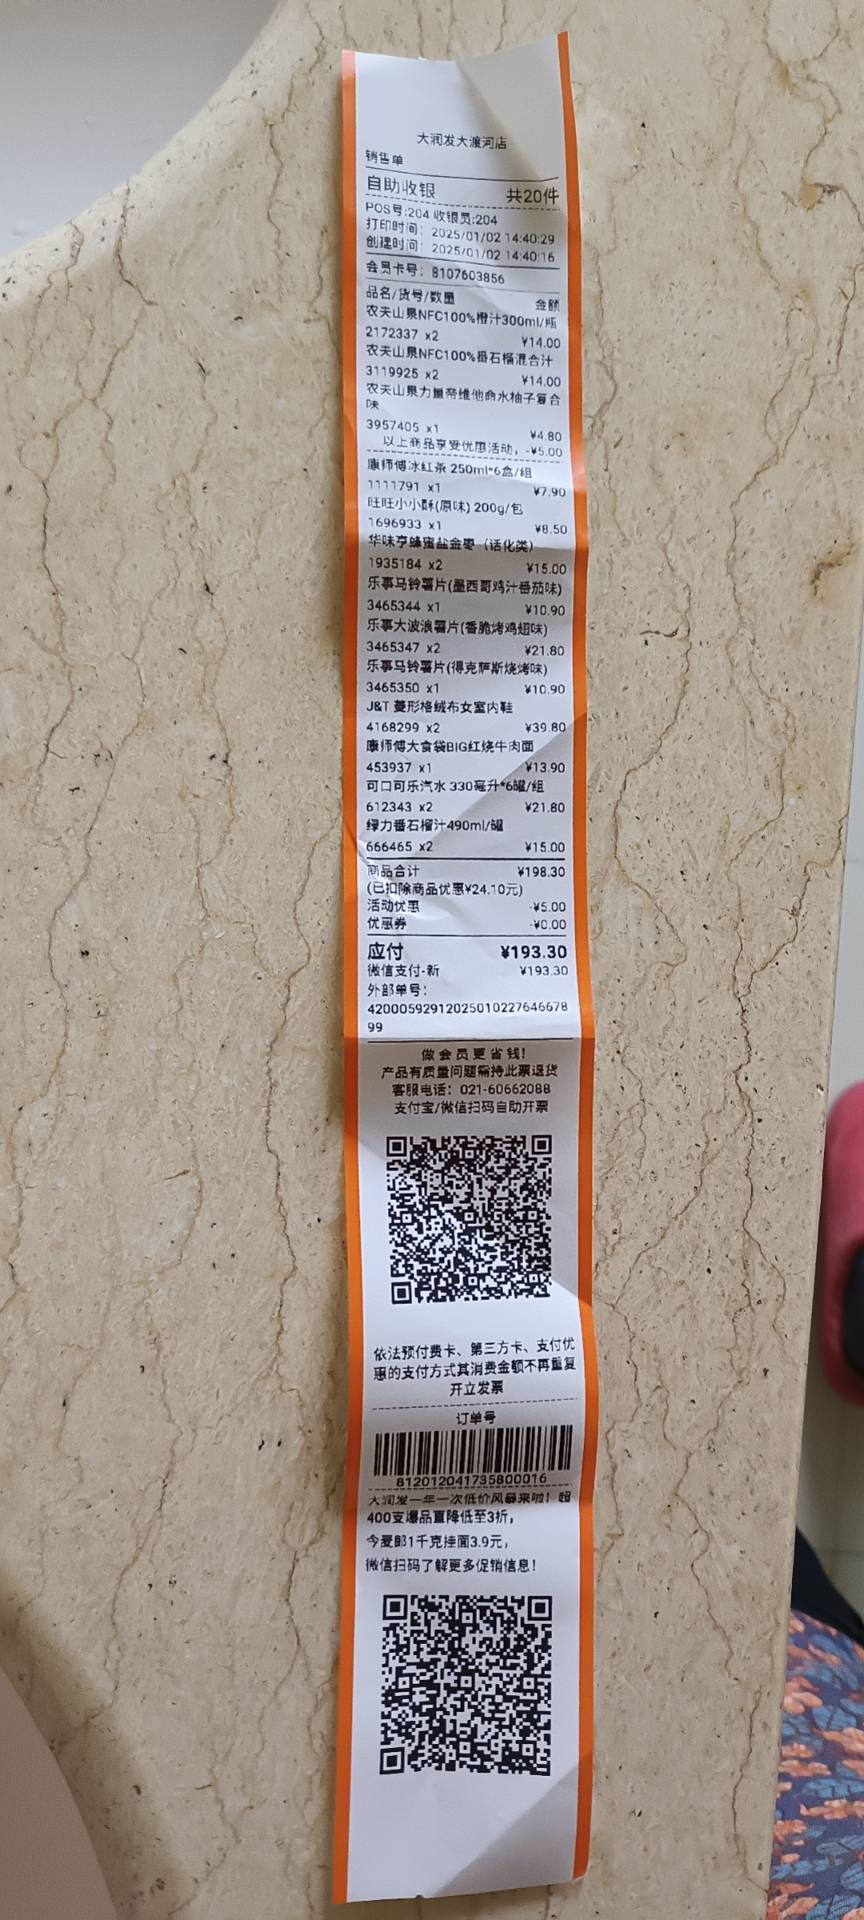 大润发大渡河店
销售单
自助收银 共20件
POS号:204 收银员:204
打印时间: 2025/01/02 14:40:29
创建时间: 2025/01/02 14:40:16
会员卡号: 8107603856
品名/货号/数量 金额
农夫山泉NFC100%橙汁300ml/瓶
2172337 x2 ¥14.00
农夫山泉NFC100%番石榴混合汁
3119925 x2 ¥14.00
农夫山泉力量帝维他命水柚子复合
味
3957405 x1 ¥4.80
以上商品享受优惠活动, -¥5.00
康师傅冰红茶 250ml*6盒/组
1111791 x1 ¥7.90
旺旺小小酥(原味) 200g/包
1696933 x1 ¥8.50
华味亨蜂蜜盐金枣（话化类）
1935184 x2 ¥15.00
乐事马铃薯片(墨西哥鸡汁番茄味)
3465344 x1 ¥10.90
乐事大波浪薯片(香脆烤鸡翅味)
3465347 x2 ¥21.80
乐事马铃薯片(得克萨斯烧烤味)
3465350 x1 ¥10.90
J&T 菱形格绒布女室内鞋
4168299 x2 ¥39.80
康师傅大食袋BIG红烧牛肉面
453937 x1 ¥13.90
可口可乐汽水 330毫升*6罐/组
612343 x2 ¥21.80
绿力番石榴汁490ml/罐
666465 x2 ¥15.00
商品合计 ¥198.30
(已扣除商品优惠¥24.10元)
活动优惠 -¥5.00
优惠券 -¥0.00
应付 ¥193.30
微信支付-新 ¥193.30
外部单号:
42000592912025010227646678
99
做会员更省钱!
产品有质量问题需持此票退货
客服电话: 021-60662088
支付宝/微信扫码自助开票
依法预付费卡、第三方卡、支付优
惠的支付方式其消费金额不再重复
开立发票
订单号
812012041735800016
大润发一年一次低价风暴来啦! 超
400支爆品直降低至3折,
今麦郎1千克挂面3.9元,
微信扫码了解更多促销信息!